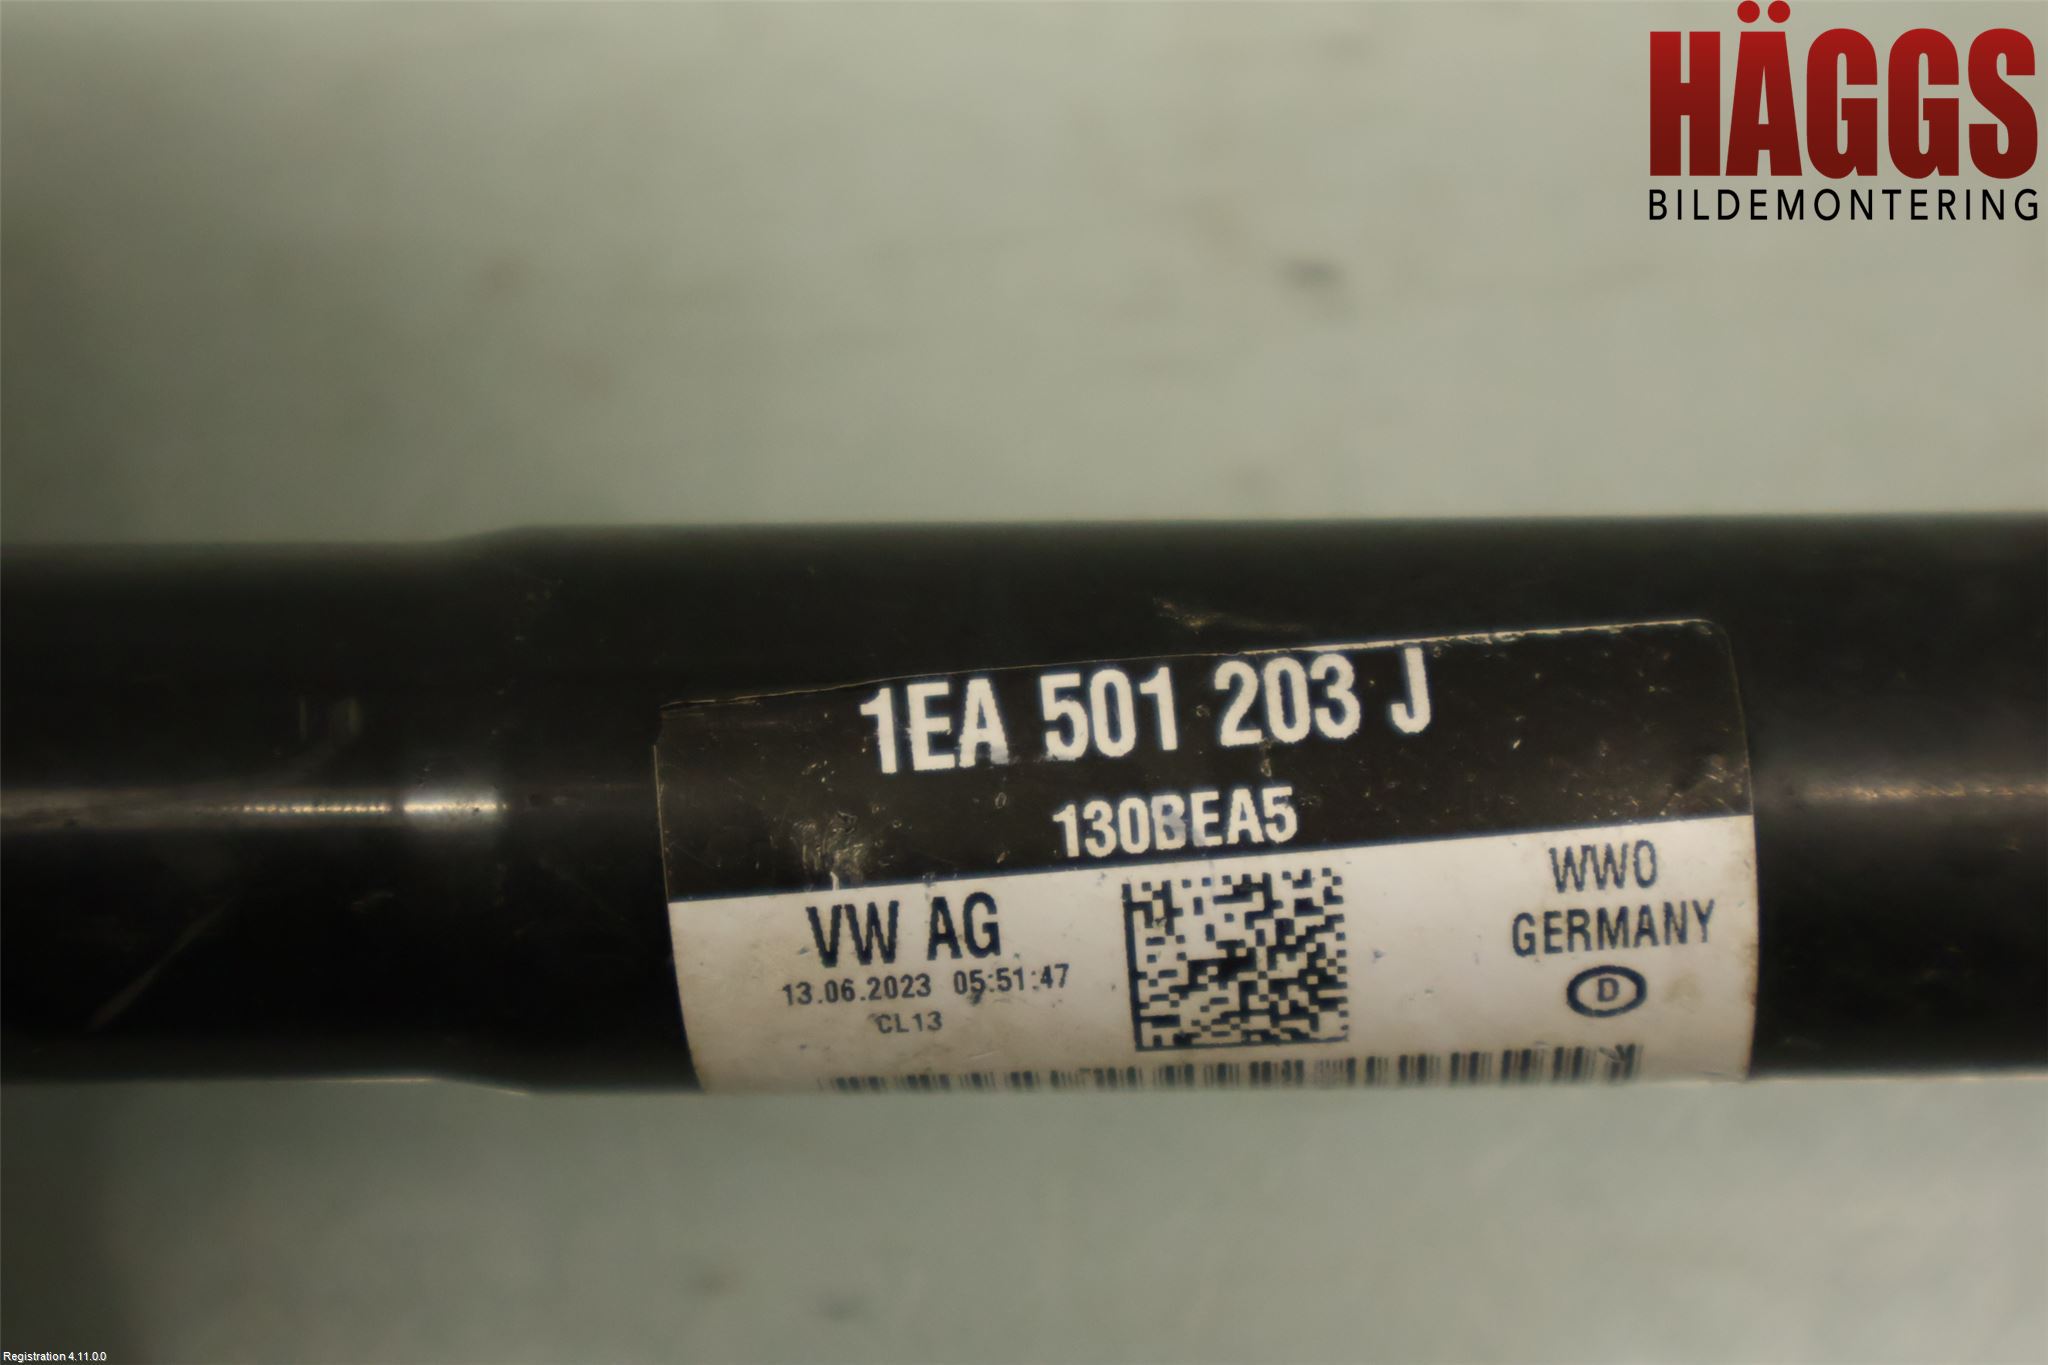 HÄGGS
BILDEMONTERING
1EA 501 203 J
130BEA5
VW AG
13.06.2023 05:51:47
CL13
WWO
GERMANY
D
Registration 4.11.0.0